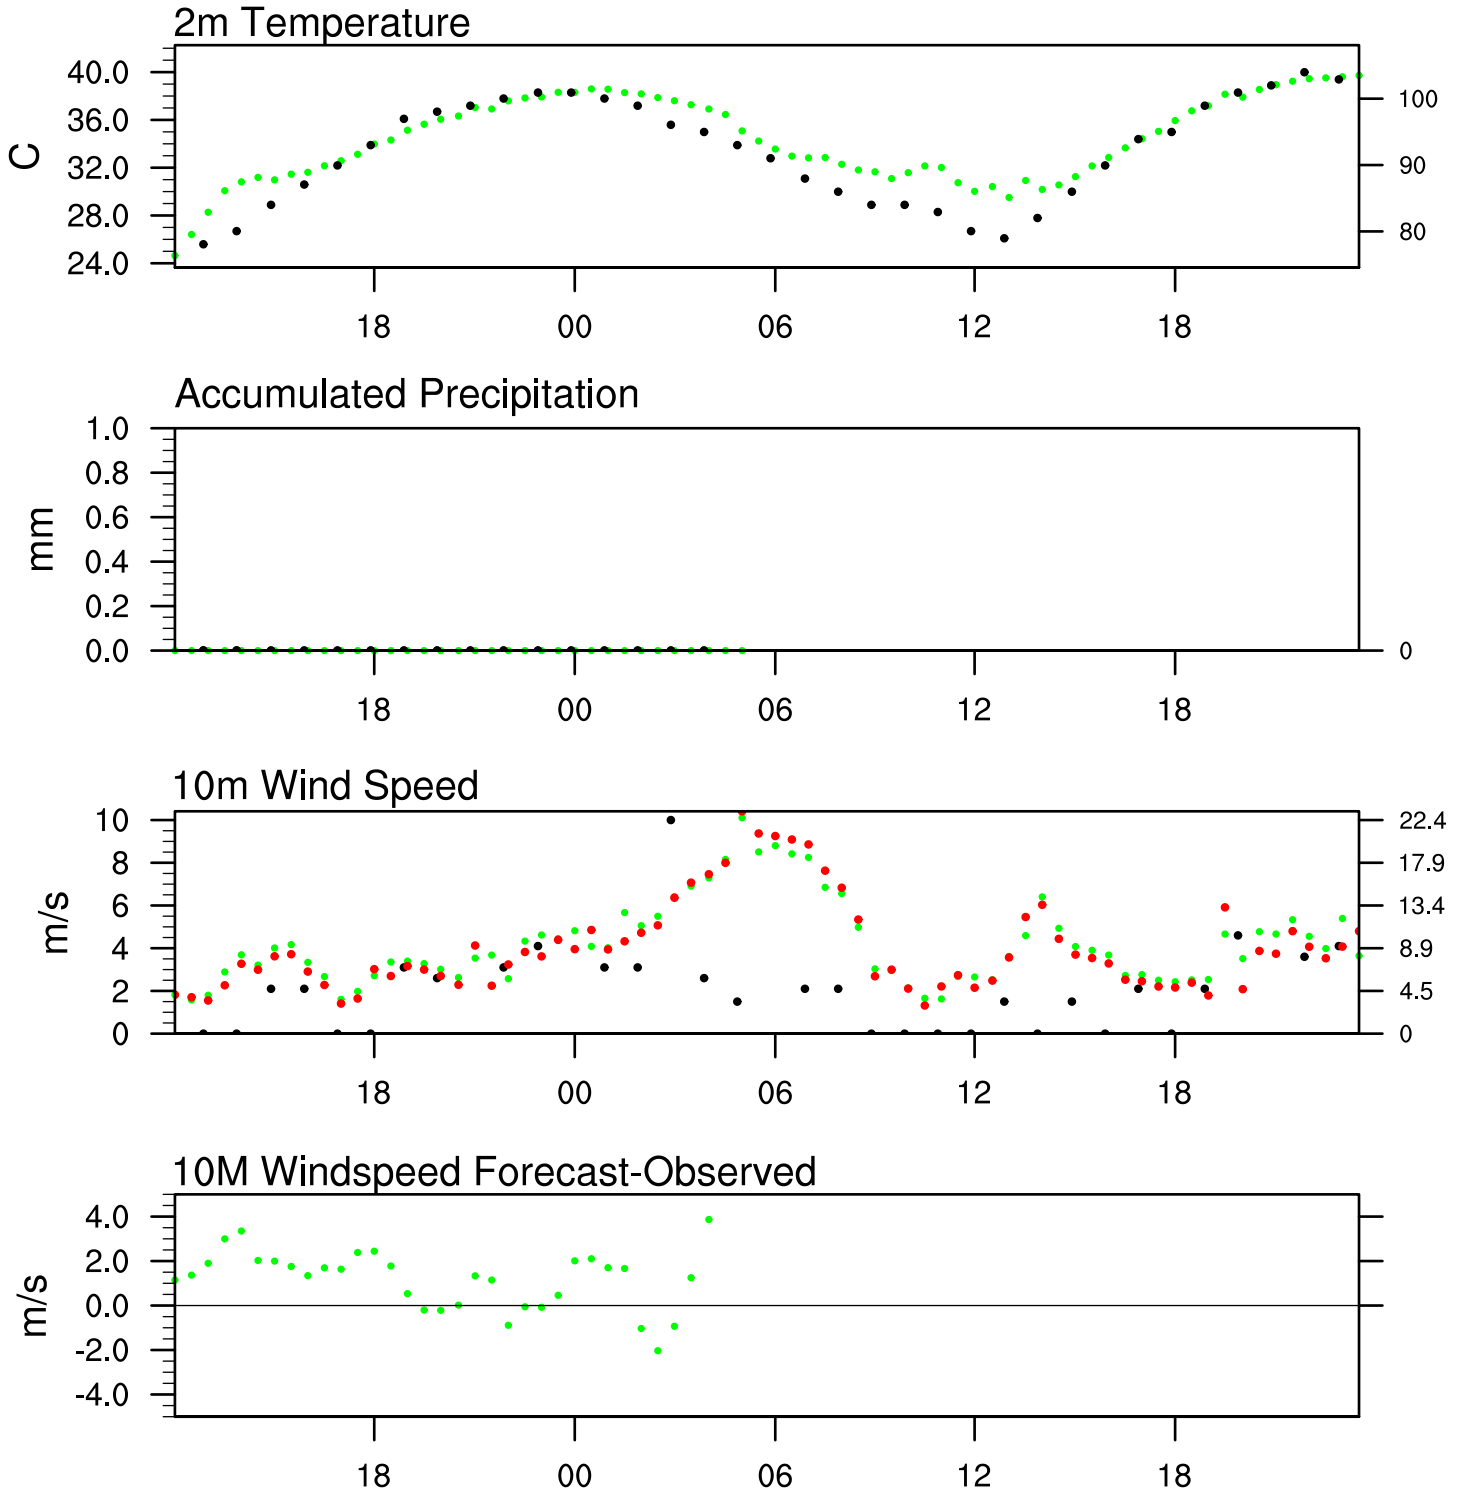 2m Temperature
40.0
36.0
32.0
28.0
24.0
C
100
90
80
18 00 06 12 18
Accumulated Precipitation
1.0
0.8
0.6
0.4
0.2
0.0
mm
0
18 00 06 12 18
10m Wind Speed
10
8
6
4
2
0
m/s
22.4
17.9
13.4
8.9
4.5
0
18 00 06 12 18
10M Windspeed Forecast-Observed
4.0
2.0
0.0
-2.0
-4.0
m/s
18 00 06 12 18